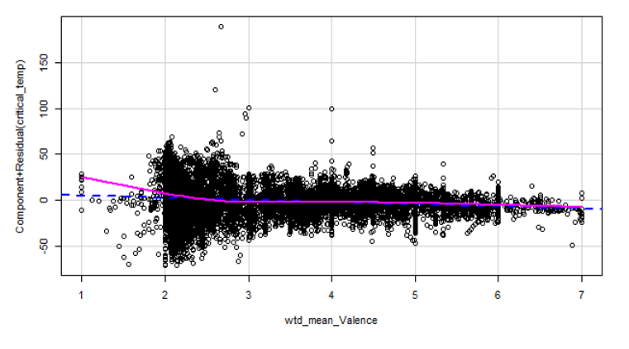 Component+Residual(critical_temp)
150
100
50
0
-50
1 2 3 4 5 6 7
wtd_mean_Valence